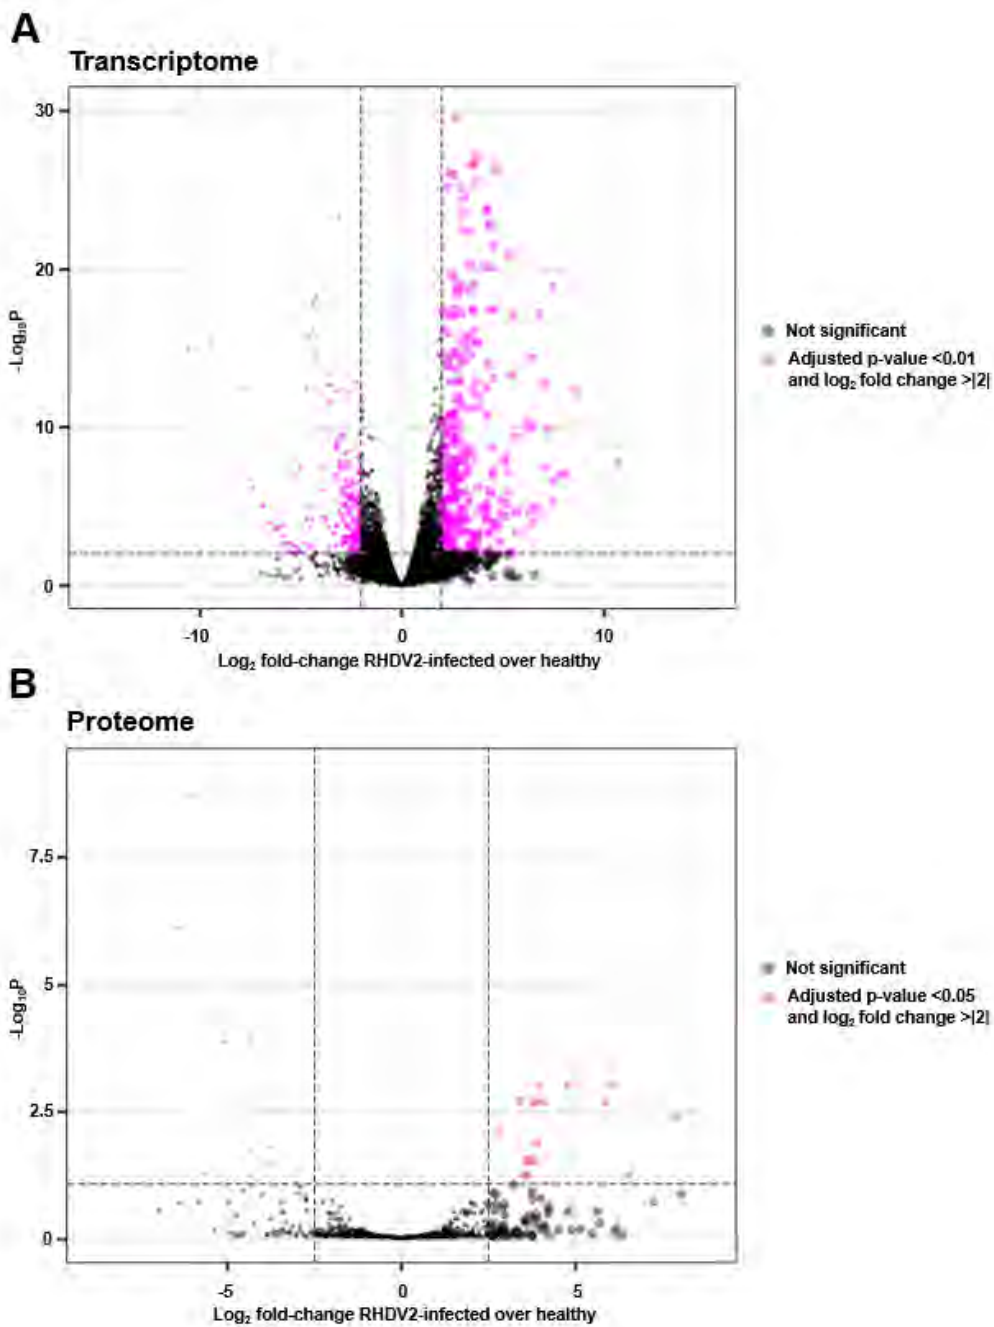 A
Transcriptome
30
20
10
0
-Log₁₀P
-10 0 10
Log₂ fold-change RHDV2-infected over healthy
Not significant
Adjusted p-value <0.01
and log₂ fold change >|2|
B
Proteome
7.5
5
2.5
0
-Log₁₀P
-5 0 5
Log₂ fold-change RHDV2-infected over healthy
Not significant
Adjusted p-value <0.05
and log₂ fold change >|2|